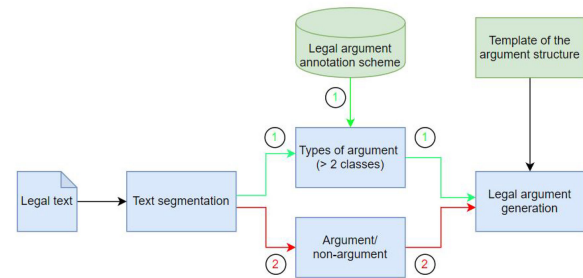 Legal argument
annotation scheme
Template of the
argument structure
1
1
1
Types of argument
(> 2 classes)
Legal text
Text segmentation
Legal argument
generation
Argument/
non-argument
2
2